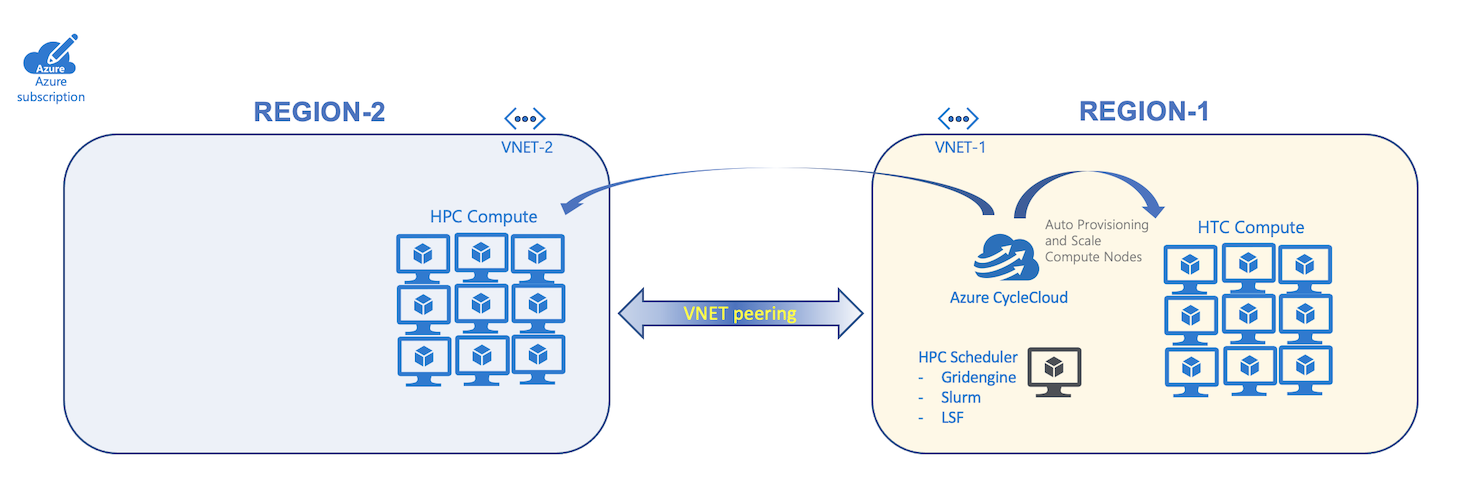 Azure
Azure
subscription
REGION-2
VNET-2
HPC Compute
VNET peering
REGION-1
VNET-1
Auto Provisioning
and Scale
Compute Nodes
Azure CycleCloud
HTC Compute
HPC Scheduler
- Gridengine
- Slurm
- LSF